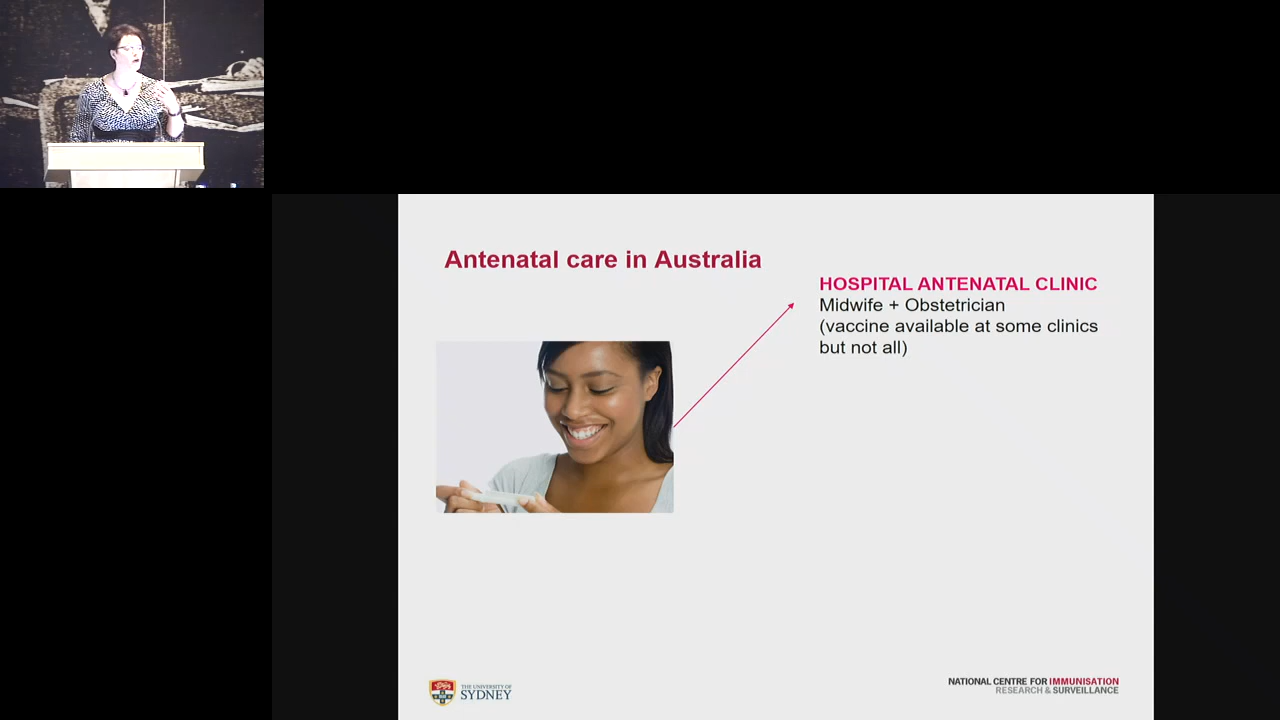 Antenatal care in Australia
HOSPITAL ANTENATAL CLINIC
Midwife + Obstetrician
(vaccine available at some clinics
but not all)
THE UNIVERSITY OF
SYDNEY
NATIONAL CENTRE FOR IMMUNISATION
RESEARCH & SURVEILLANCE